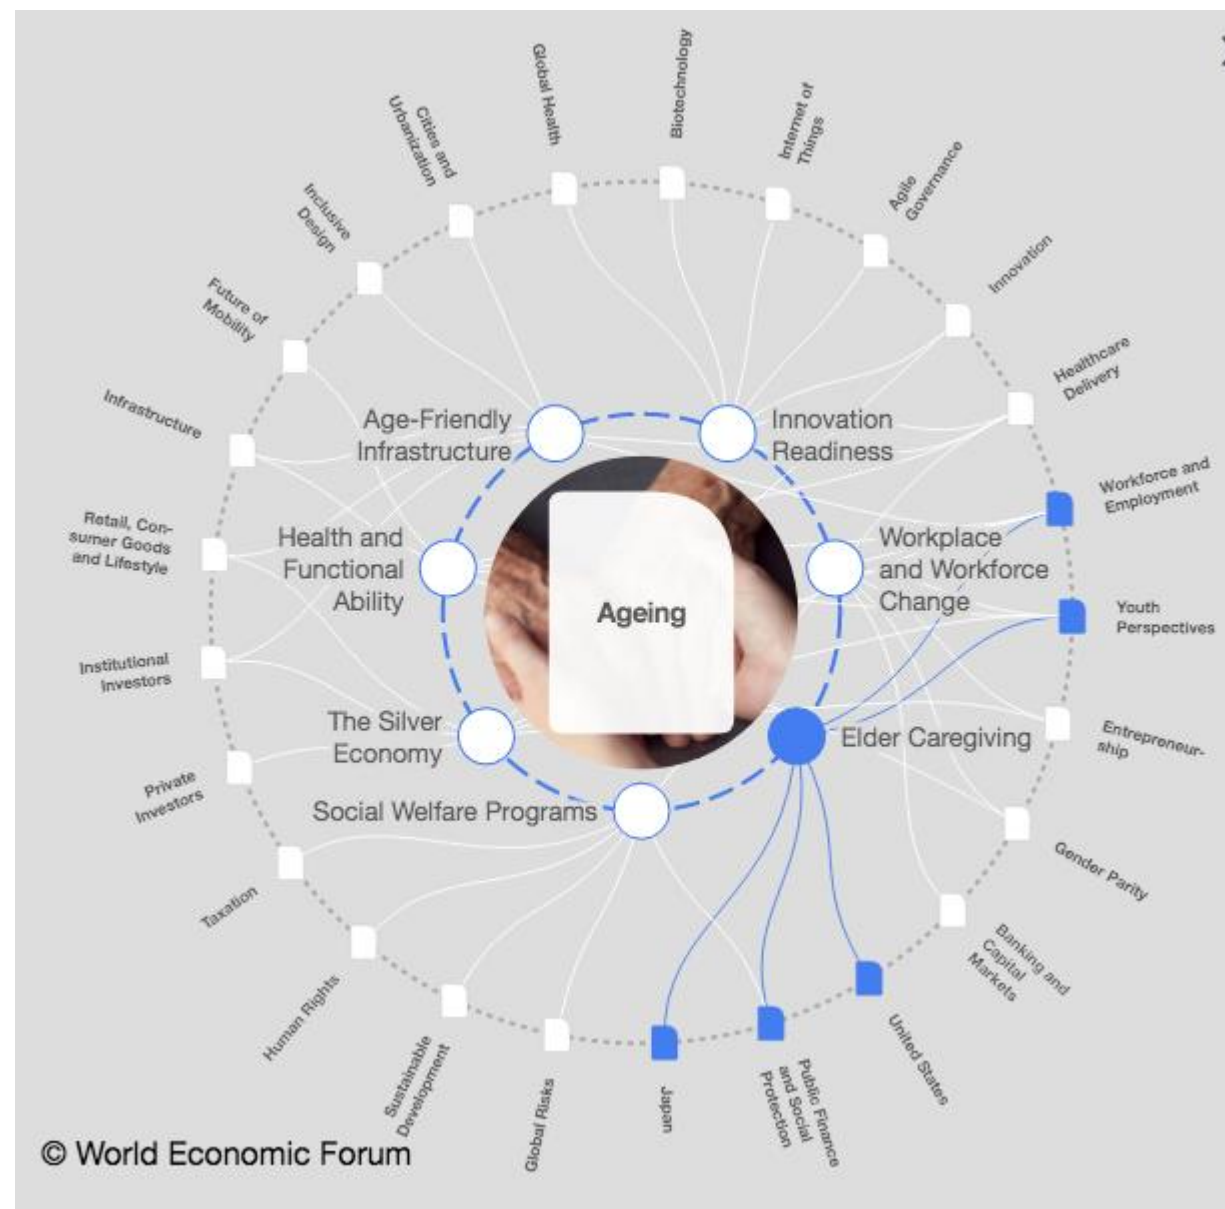 Global Health
Biotechnology
Internet of
Things
Agile
Governance
Innovation
Healthcare
Delivery
Workforce and
Employment
Youth
Perspectives
Entrepreneur-
ship
Gender Parity
Banking and
Capital
Markets
United States
Public Finance
and Social
Protection
Japan
Global Risks
Sustainable
Development
Human Rights
Taxation
Private
Investors
Institutional
Investors
Retail, Con-
sumer Goods
and Lifestyle
Infrastructure
Future of
Mobility
Inclusive
Design
Cities and
Urbanization
Age-Friendly
Infrastructure
Innovation
Readiness
Health and
Functional
Ability
Workplace
and Workforce
Change
Ageing
The Silver
Economy
Elder Caregiving
Social Welfare Programs
© World Economic Forum